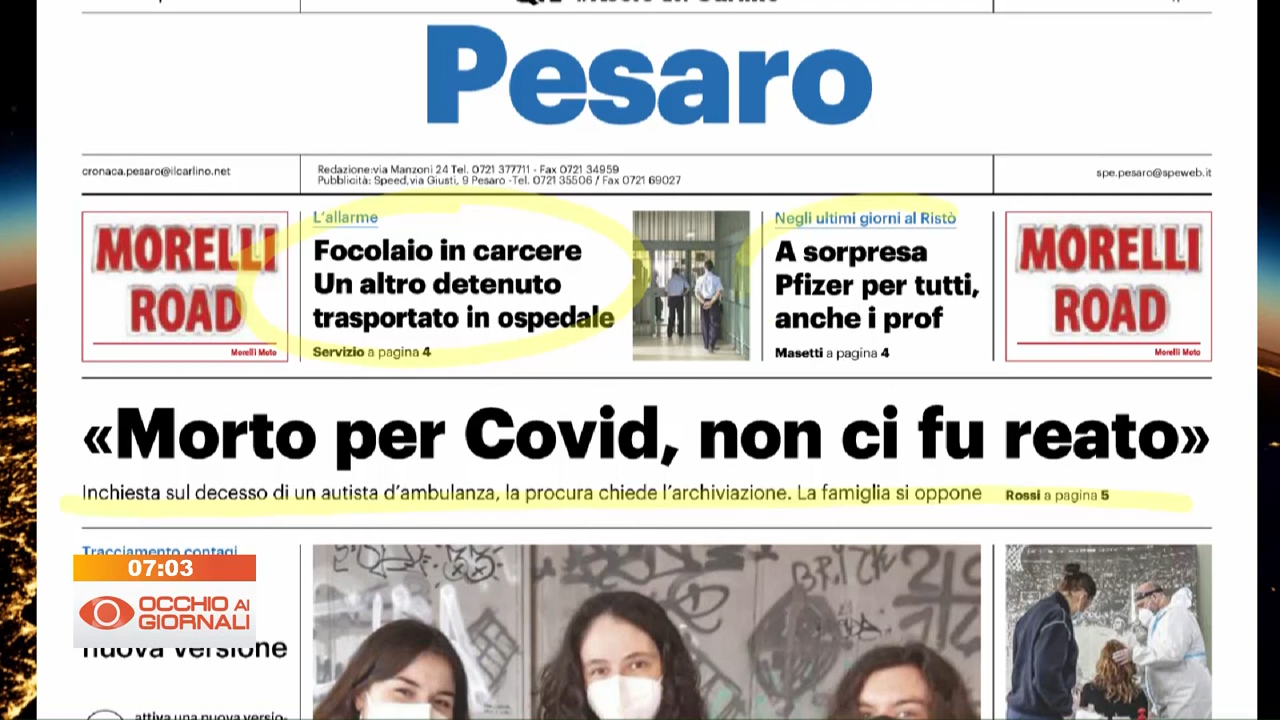 Pesaro
cronaca.pesaro@ilcarlino.net
Redazione:via Manzoni 24 Tel. 0721 377711 - Fax 0721 34959
Pubblicità: Speed,via Giusti, 9 Pesaro -Tel. 0721 35506 / Fax 0721 69027
spe.pesaro@speweb.it
MORELLI
ROAD
Morelli Moto
L'allarme
Focolaio in carcere
Un altro detenuto
trasportato in ospedale
Servizio a pagina 4
Negli ultimi giorni al Ristò
A sorpresa
Pfizer per tutti,
anche i prof
Masetti a pagina 4
MORELLI
ROAD
Morelli Moto
«Morto per Covid, non ci fu reato»
Inchiesta sul decesso di un autista d'ambulanza, la procura chiede l'archiviazione. La famiglia si oppone
Rossi a pagina 5
Tracciamento contagi
07:03
OCCHIO AI
GIORNALI
nuova versione
attiva una nuova versio-